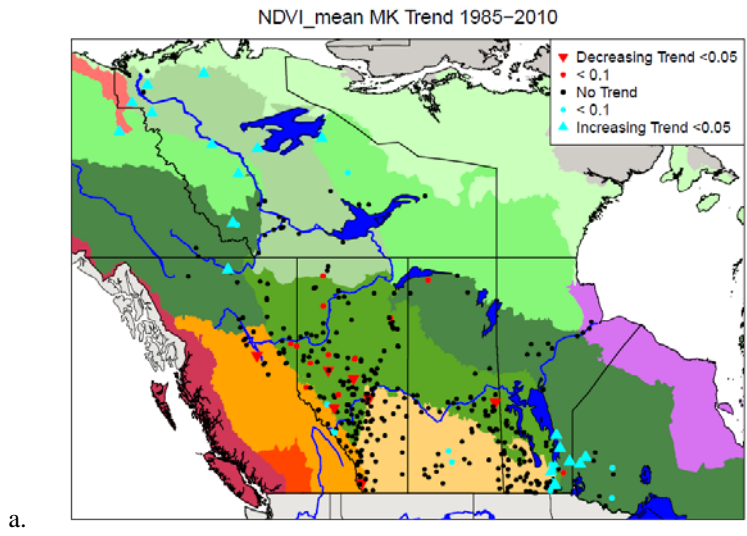 NDVI_mean MK Trend 1985−2010
Decreasing Trend <0.05
< 0.1
No Trend
< 0.1
Increasing Trend <0.05
a.